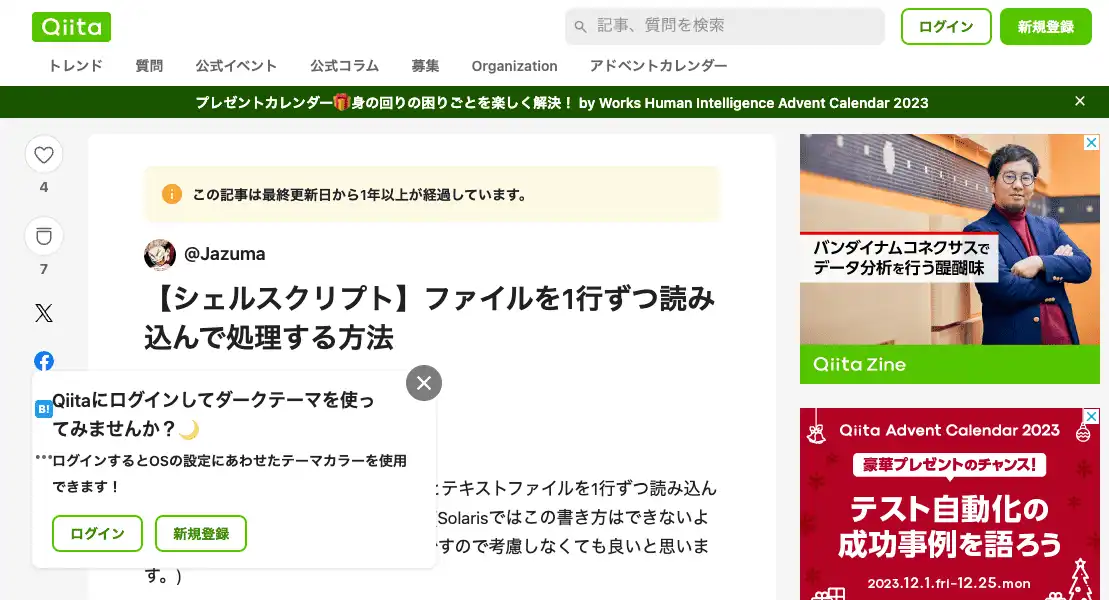 Qiita
記事、質問を検索
ログイン
新規登録
トレンド 質問 公式イベント 公式コラム 募集 Organization アドベントカレンダー
プレゼントカレンダー🎁身の回りの困りごとを楽しく解決！ by Works Human Intelligence Advent Calendar 2023
4
7
この記事は最終更新日から1年以上が経過しています。
@Jazuma
【シェルスクリプト】ファイルを1行ずつ読み
込んで処理する方法
B!
Qiitaにログインしてダークテーマを使っ
てみませんか？🌙
ログインするとOSの設定にあわせたテーマカラーを使用
できます！
ログイン
新規登録
とテキストファイルを1行ずつ読み込ん
Solarisではこの書き方はできないよ
すので考慮しなくても良いと思いま
す。)
バンダイナムコネクサスで
データ分析を行う醍醐味
Qiita Zine
Qiita Advent Calendar 2023
豪華プレゼントのチャンス！
テスト自動化の
成功事例を語ろう
2023.12.1.fri-12.25.mon